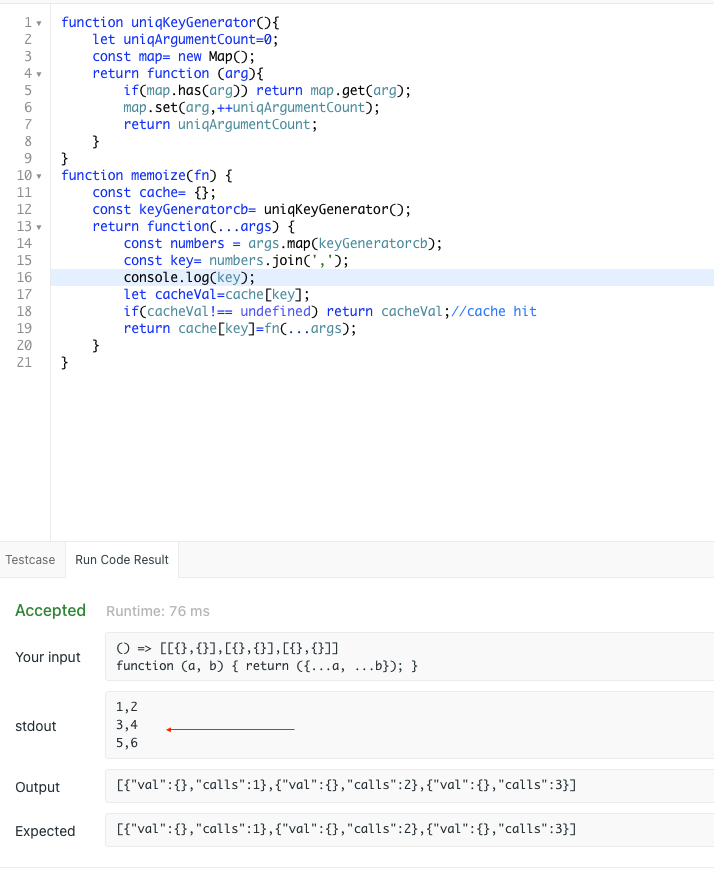 1 function uniqKeyGenerator(){
2     let uniqArgumentCount=0;
3     const map= new Map();
4     return function (arg){
5         if(map.has(arg)) return map.get(arg);
6         map.set(arg,++uniqArgumentCount);
7         return uniqArgumentCount;
8     }
9 }
10 function memoize(fn) {
11     const cache= {};
12     const keyGeneratorcb= uniqKeyGenerator();
13     return function(...args) {
14         const numbers = args.map(keyGeneratorcb);
15         const key= numbers.join(',');
16         console.log(key);
17         let cacheVal=cache[key];
18         if(cacheVal!== undefined) return cacheVal;//cache hit
19         return cache[key]=fn(...args);
20     }
21 }
Testcase Run Code Result
Accepted Runtime: 76 ms
Your input
() => [[{},{}],[{},{}],[{},{}]]
function (a, b) { return ({...a, ...b}); }
stdout
1,2
3,4
5,6
Output [{"val":{},"calls":1},{"val":{},"calls":2},{"val":{},"calls":3}]
Expected [{"val":{},"calls":1},{"val":{},"calls":2},{"val":{},"calls":3}]